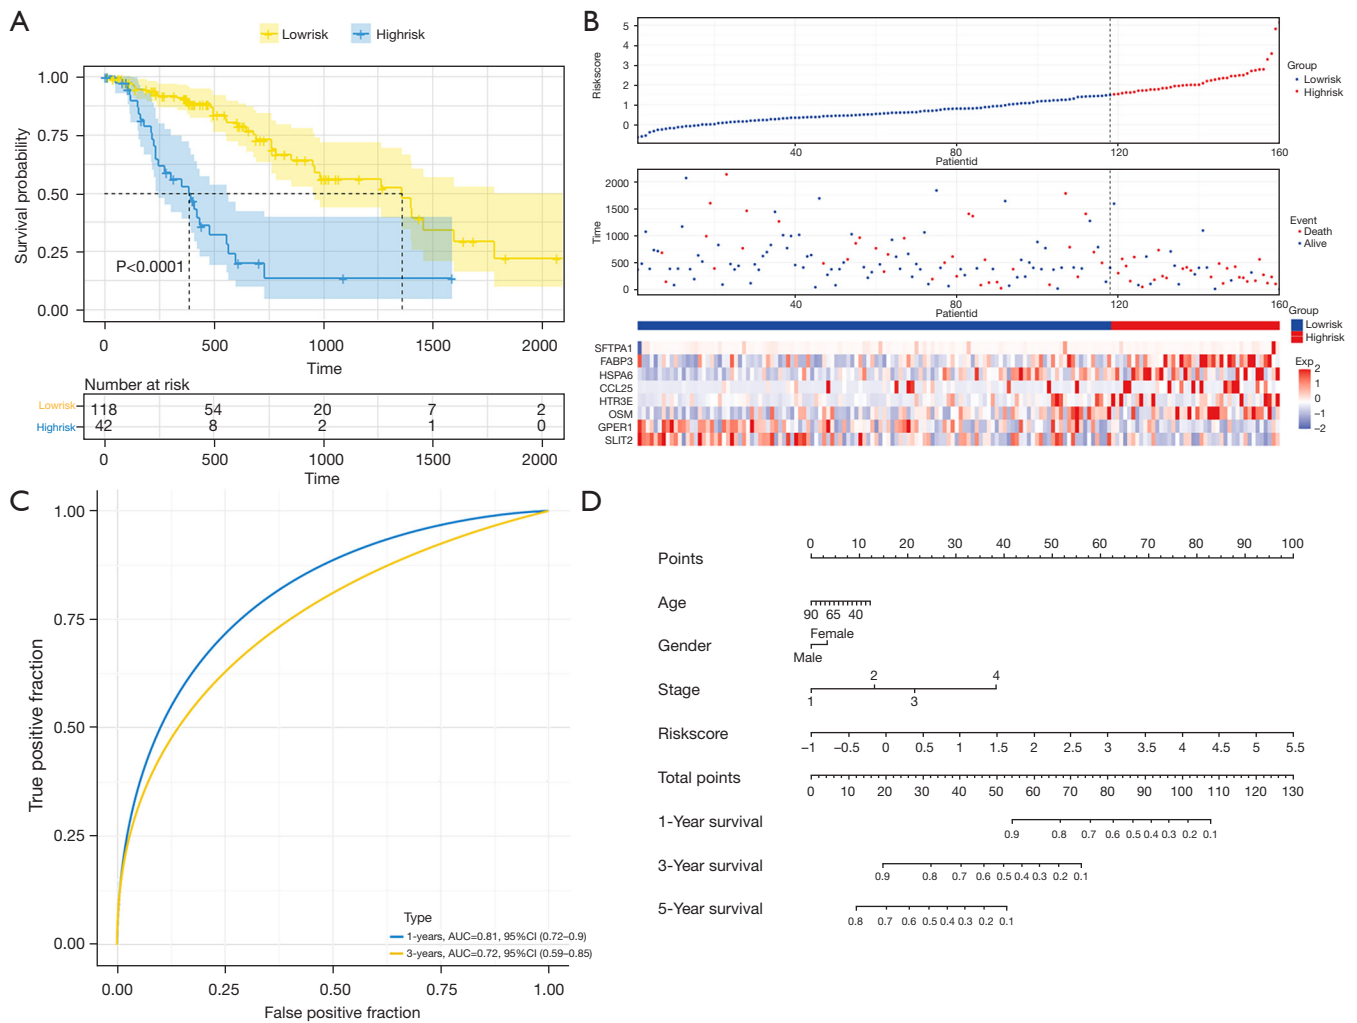 A
Lowrisk Highrisk
1.00
0.75
0.50
0.25
0.00
Survival probability
P<0.0001
0 500 1000 1500 2000
Time
Number at risk
Lowrisk 118 54 20 7 2
Highrisk 42 8 2 1 0
0 500 1000 1500 2000
Time
B
5
4
3
2
1
0
Riskscore
40 80 120 160
Patientid
Group
Lowrisk
Highrisk
2000
1500
1000
500
0
Time
40 80 120 160
Patientid
Event
Death
Alive
Group
Lowrisk
Highrisk
SFTPA1
FABP3
HSPA6
CCL25
HTR3E
OSM
GPER1
SLIT2
Exp
2
1
0
−1
−2
C
1.00
0.75
0.50
0.25
0.00
True positive fraction
Type
1-years, AUC=0.81, 95%CI (0.72–0.9)
3-years, AUC=0.72, 95%CI (0.59–0.85)
0.00 0.25 0.50 0.75 1.00
False positive fraction
D
Points 0 10 20 30 40 50 60 70 80 90 100
Age
90 65 40
Female
Gender
Male
2 4
Stage
1 3
Riskscore
−1 −0.5 0 0.5 1 1.5 2 2.5 3 3.5 4 4.5 5 5.5
Total points
0 10 20 30 40 50 60 70 80 90 100 110 120 130
1-Year survival
0.9 0.8 0.7 0.6 0.5 0.4 0.3 0.2 0.1
3-Year survival
0.9 0.8 0.7 0.6 0.5 0.4 0.3 0.2 0.1
5-Year survival
0.8 0.7 0.6 0.5 0.4 0.3 0.2 0.1